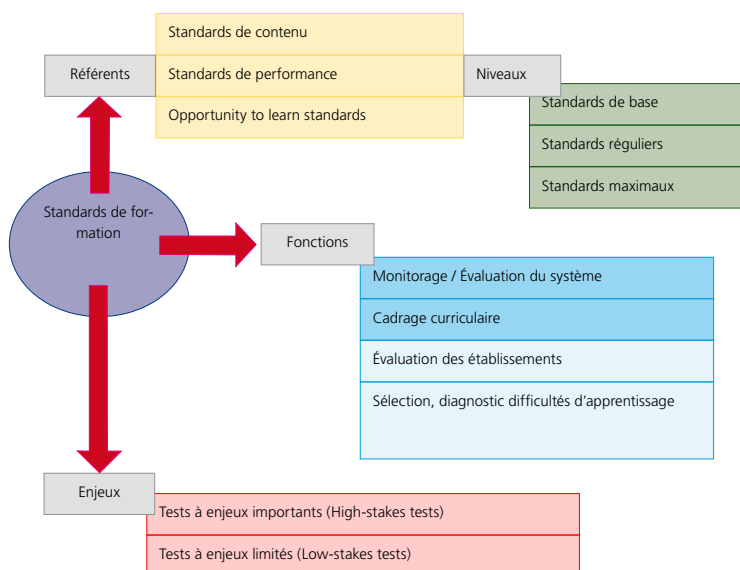 Standards de contenu
Référents
Standards de performance
Niveaux
Opportunity to learn standards
Standards de base
Standards réguliers
Standards maximaux
Standards de for-
mation
Fonctions
Monitorage / Évaluation du système
Cadrage curriculaire
Évaluation des établissements
Sélection, diagnostic difficultés d’apprentissage
Enjeux
Tests à enjeux importants (High-stakes tests)
Tests à enjeux limités (Low-stakes tests)